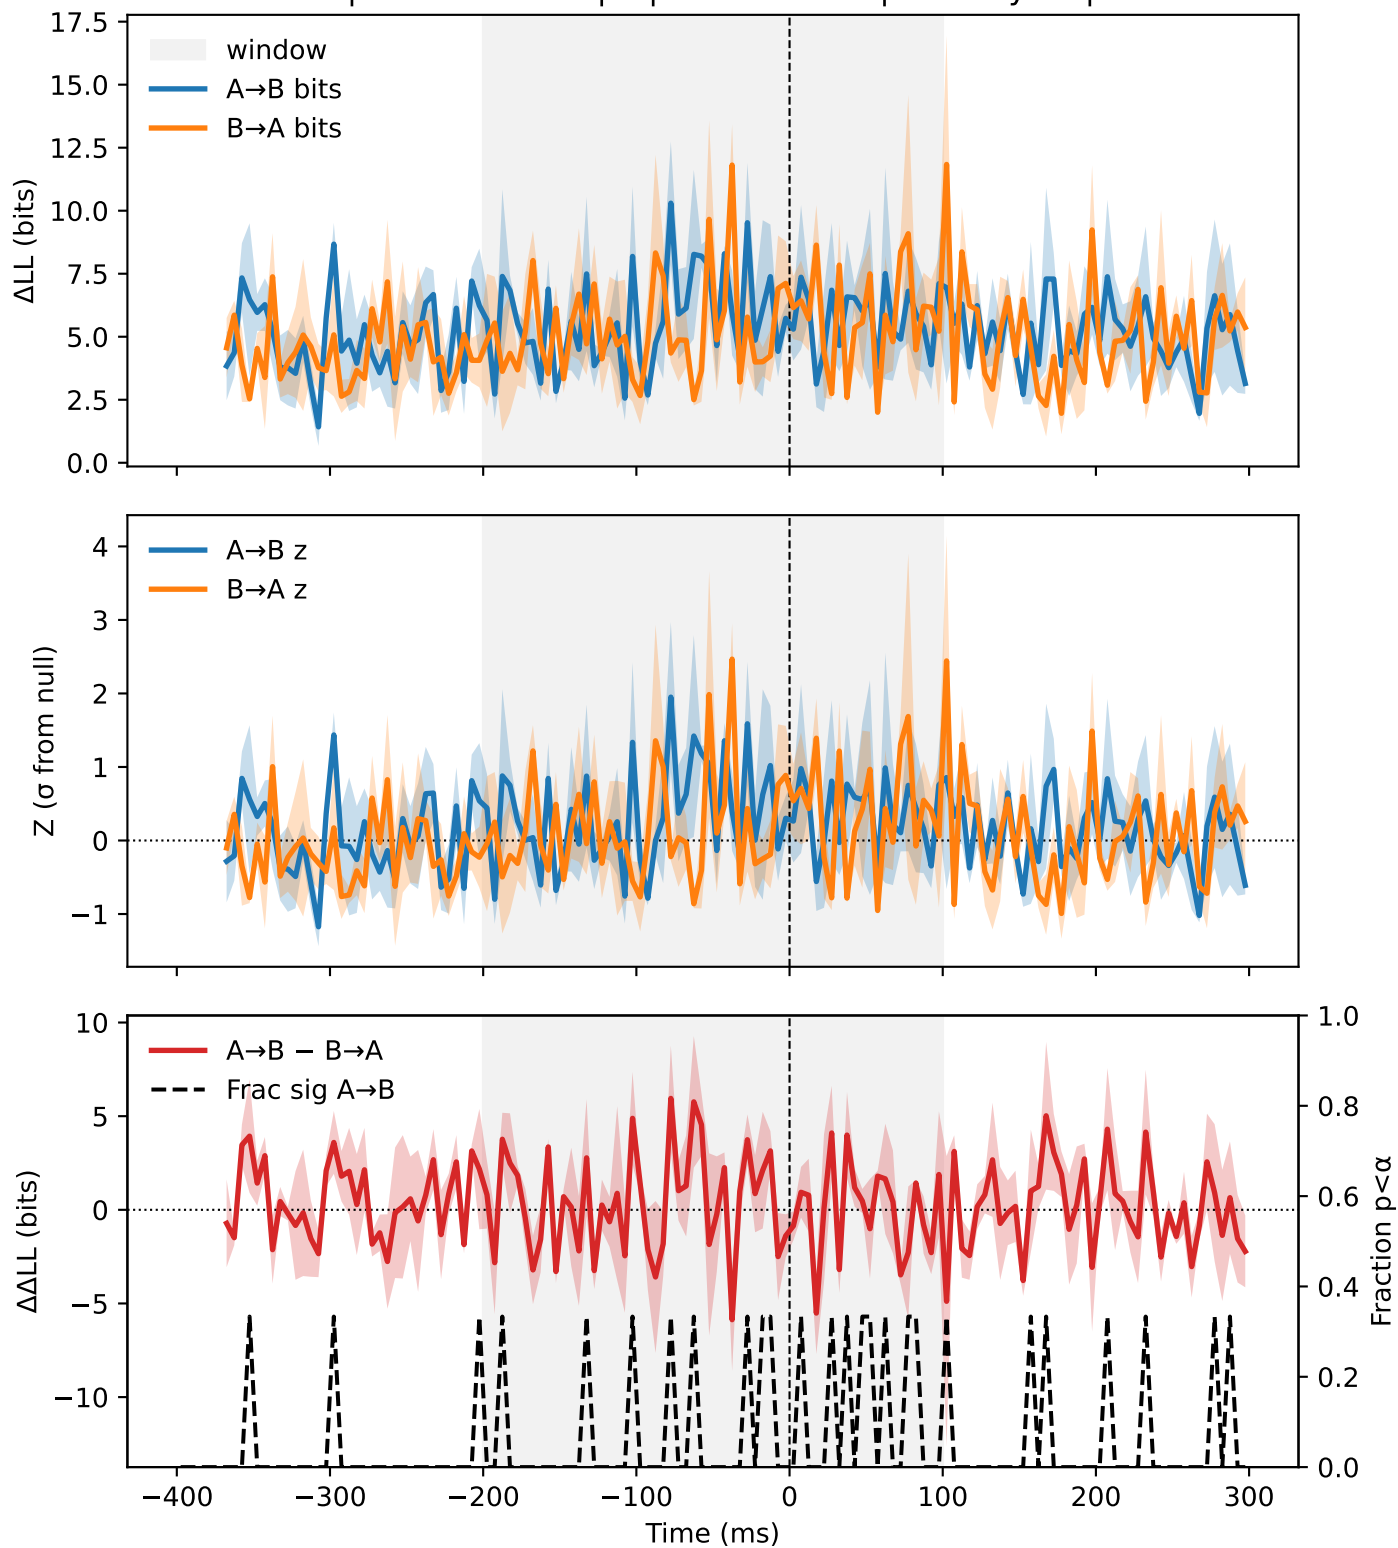 17.5
15.0
12.5
10.0
7.5
5.0
2.5
0.0
ΔLL (bits)
window
A→B bits
B→A bits
4
3
2
1
0
−1
Z (σ from null)
A→B z
B→A z
10
5
0
−5
−10
ΔΔLL (bits)
A→B − B→A
Frac sig A→B
1.0
0.8
0.6
0.4
0.2
0.0
Fraction p<α
−400 −300 −200 −100 0 100 200 300
Time (ms)